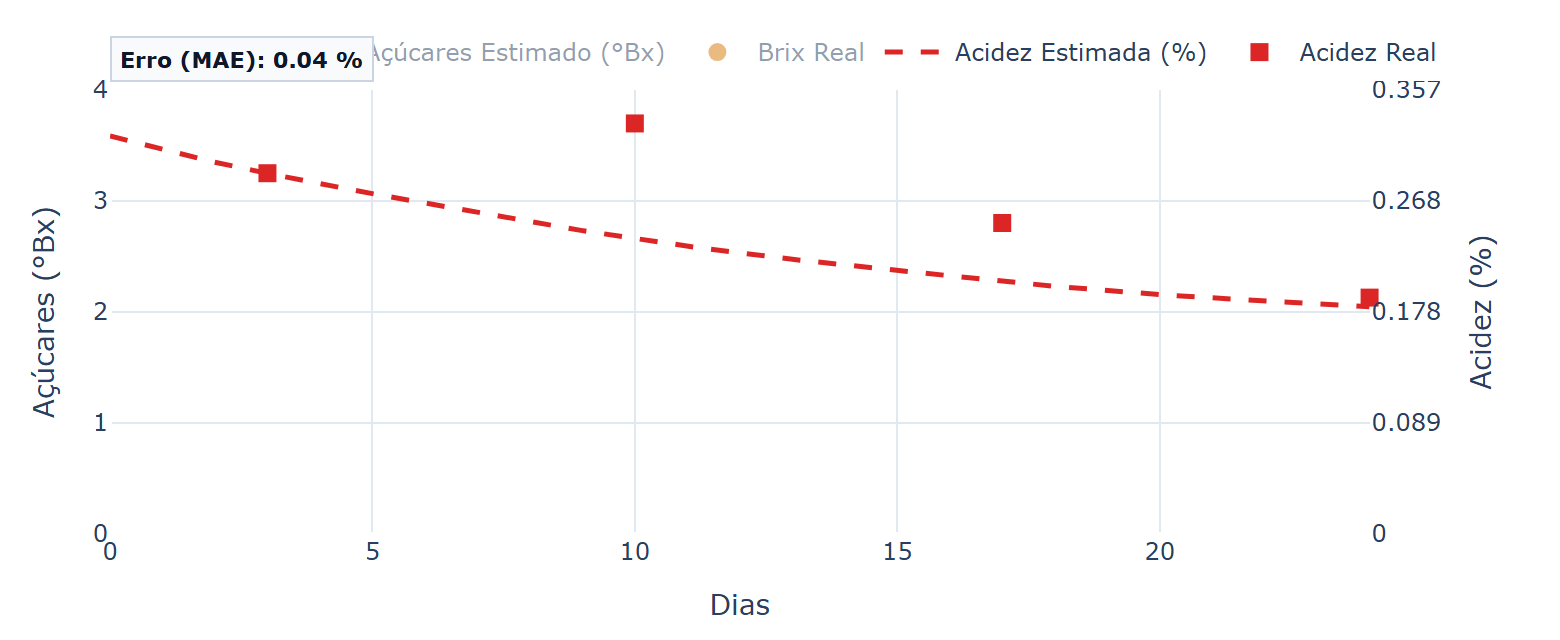 Erro (MAE): 0.04 %
Açúcares Estimado (°Bx)
Brix Real
Acidez Estimada (%)
Acidez Real
4
3
2
1
0
Açúcares (°Bx)
0.357
0.268
0.178
0.089
0
Acidez (%)
0
5
10
15
20
Dias